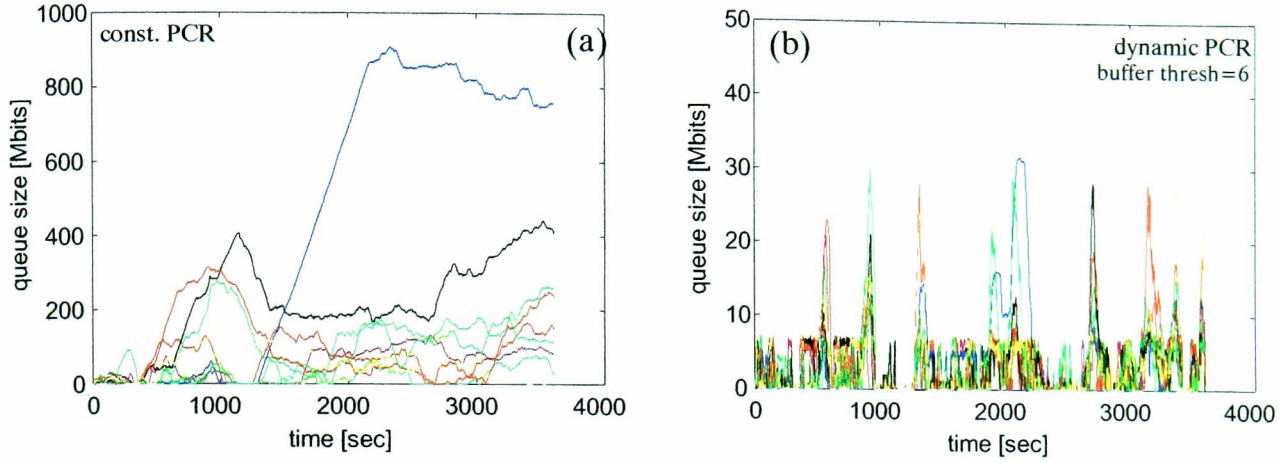 const. PCR
(a)
1000
800
600
400
200
0
queue size [Mbits]
0 1000 2000 3000 4000
time [sec]
(b)
dynamic PCR
buffer thresh=6
50
40
30
20
10
0
queue size [Mbits]
0 1000 2000 3000 4000
time [sec]